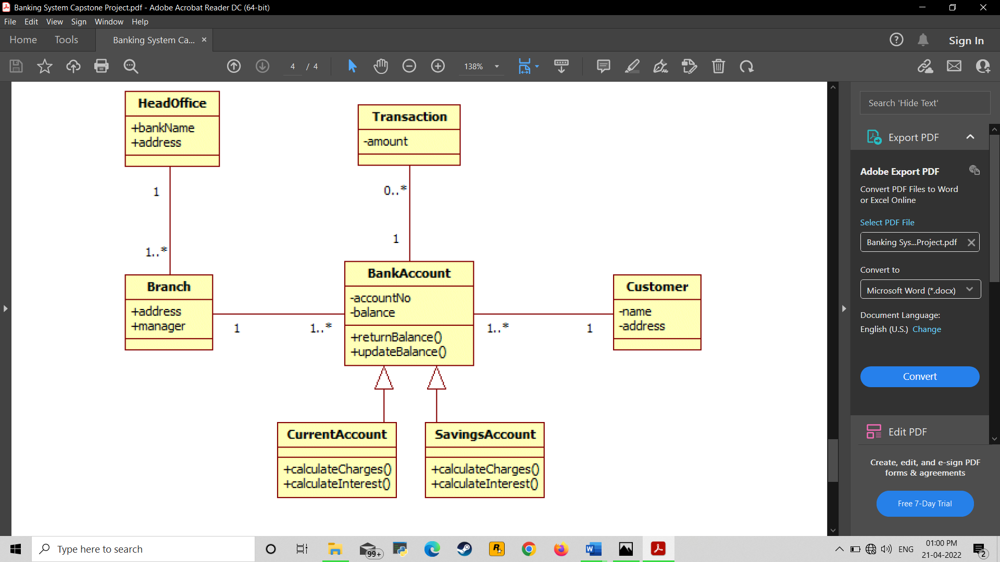 Banking System Capstone Project.pdf - Adobe Acrobat Reader DC (64-bit)
File Edit View Sign Window Help
Home Tools Banking System Ca... × Sign In
4 / 4 138%
HeadOffice
+bankName
+address
Transaction
-amount
1
1..*
0..*
1
Branch
+address
+manager
BankAccount
-accountNo
-balance
+returnBalance()
+updateBalance()
Customer
-name
-address
1 1..* 1..* 1
CurrentAccount
+calculateCharges()
+calculateInterest()
SavingsAccount
+calculateCharges()
+calculateInterest()
Search 'Hide Text'
Export PDF
Adobe Export PDF
Convert PDF Files to Word
or Excel Online
Select PDF File
Banking Sys...Project.pdf
Convert to
Microsoft Word (*.docx)
Document Language:
English (U.S.) Change
Convert
Edit PDF
Create, edit, and e-sign PDF
forms & agreements
Free 7-Day Trial
Type here to search
99+
W
R
ENG
01:00 PM
21-04-2022
2